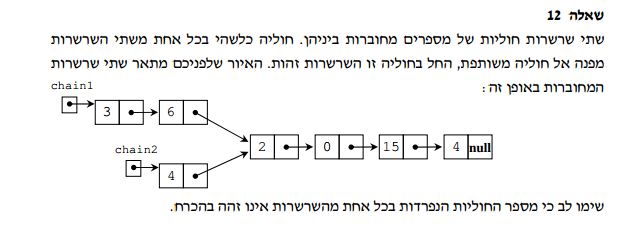 שאלה 12
שתי שרשרות חוליות של מספרים מחוברות ביניהן. חוליה כלשהי בכל אחת משתי השרשרות
מפנה אל חוליה משותפת, החל בחוליה זו השרשרות זהות. האיור שלפניכם מתאר שתי שרשרות
המחוברות באופן זה:
chain1
3 6
2 0 15 4 null
chain2
4
שימו לב כי מספר החוליות הנפרדות בכל אחת מהשרשרות אינו זהה בהכרח.